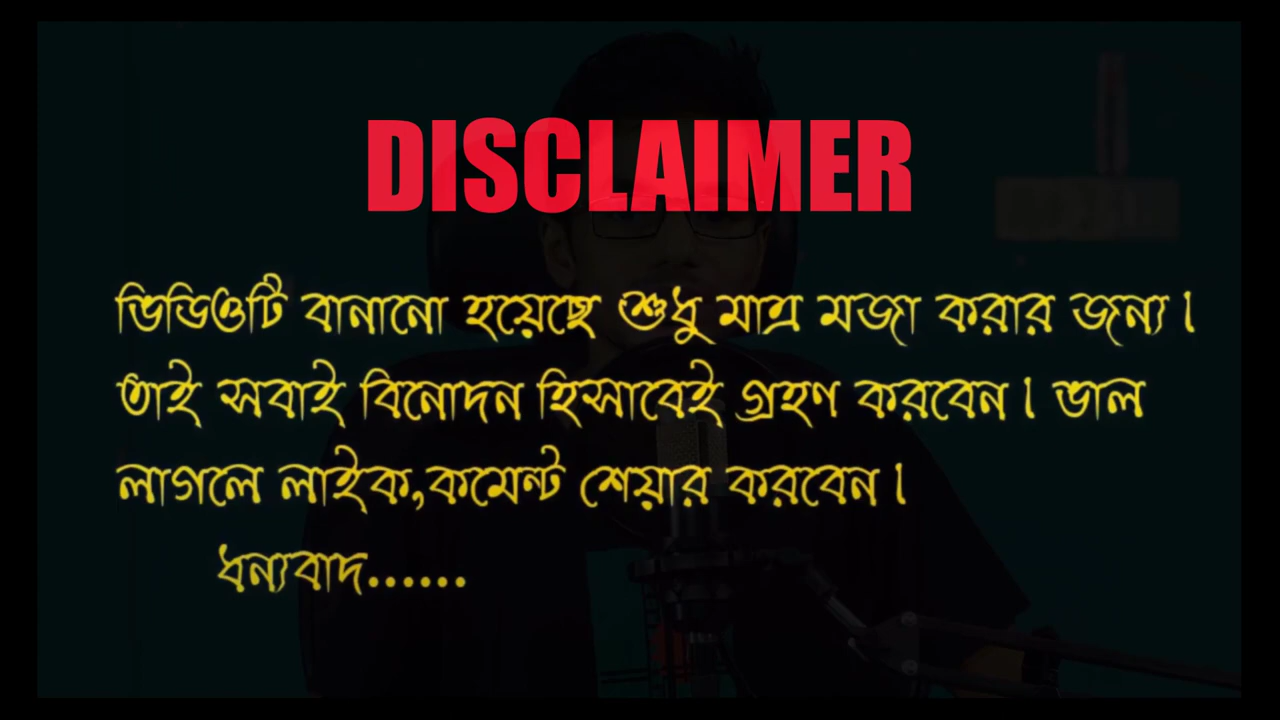 DISCLAIMER
ভিডিওটি বানানো হয়েছে শুধু মাত্র মজা করার জন্য।
তাই সবাই বিনোদন হিসাবেই গ্রহণ করবেন। ভাল
লাগলে লাইক,কমেন্ট শেয়ার করবেন।
ধন্যবাদ......